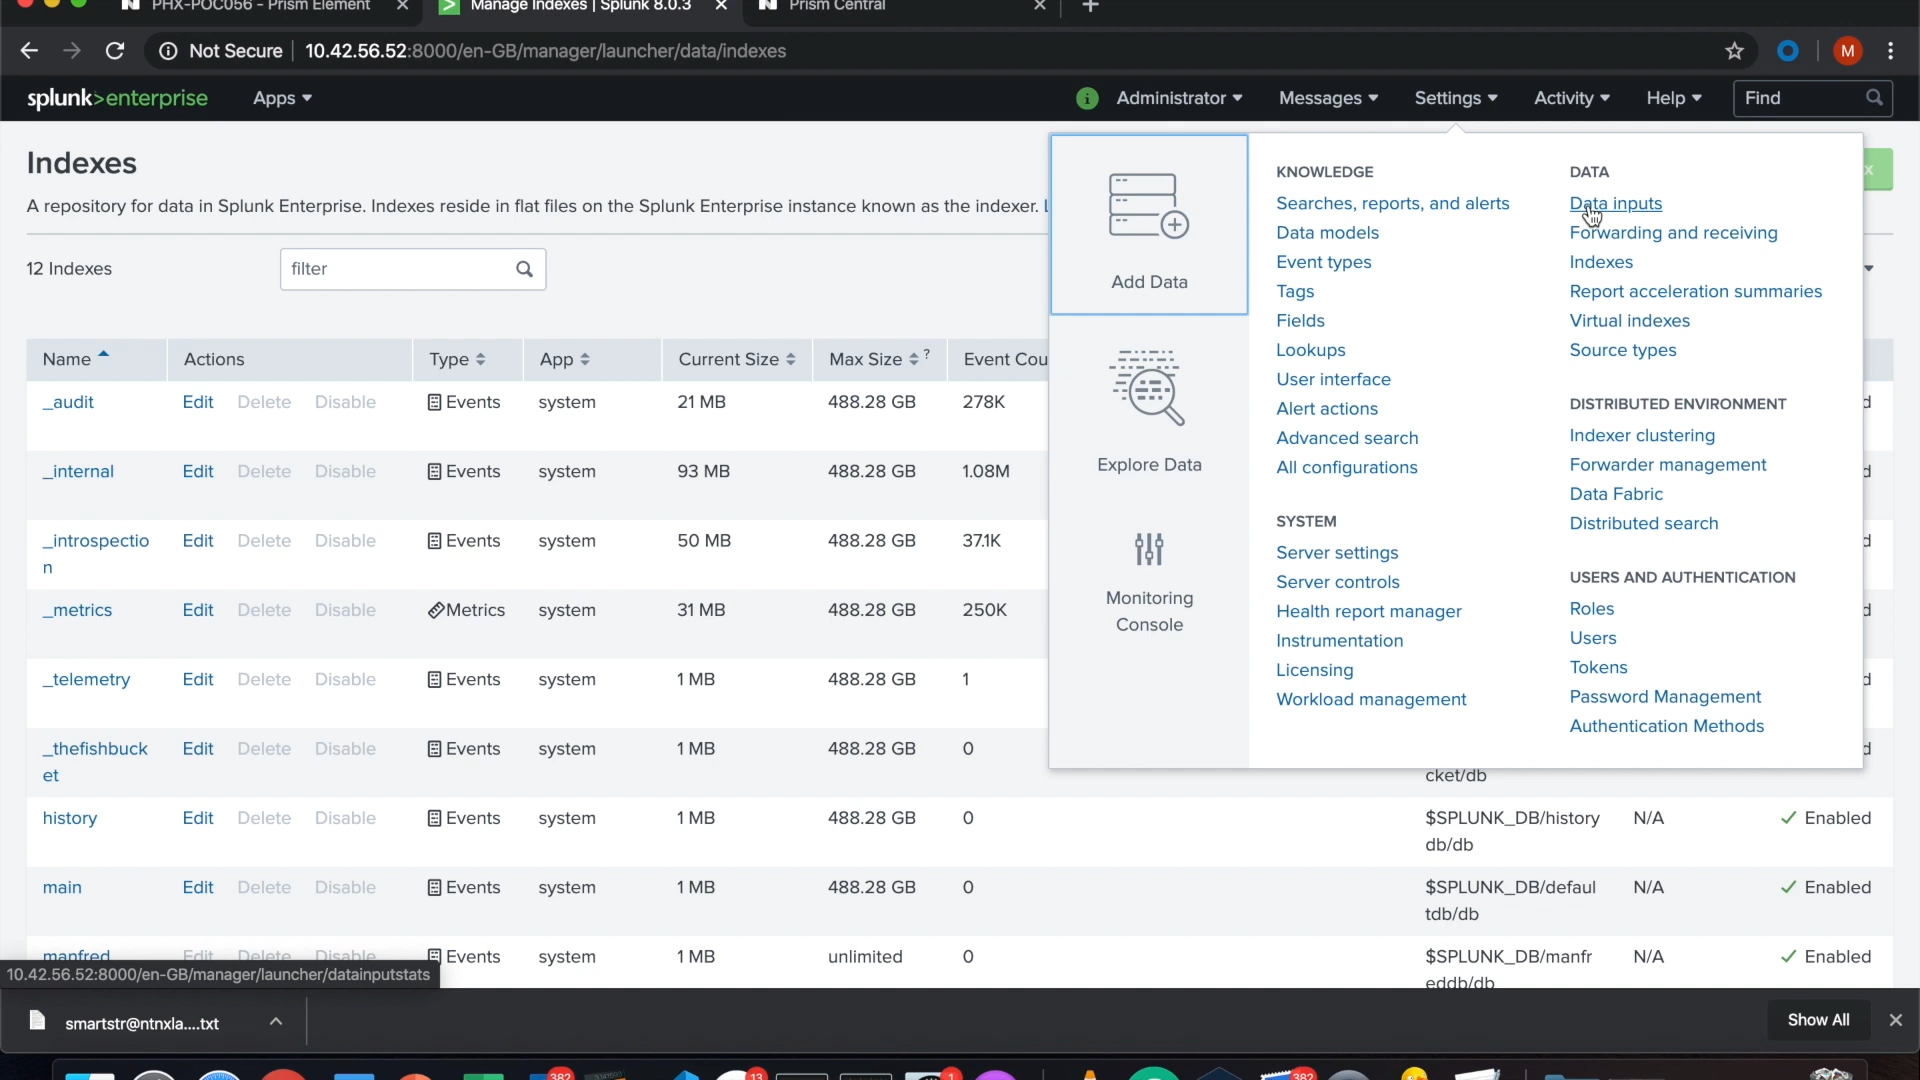 PHX-POC056 - Prism Element
Manage Indexes | Splunk 8.0.3
Prism Central
Not Secure
10.42.56.52:8000/en-GB/manager/launcher/data/indexes
M
splunk>enterprise
Apps
i
Administrator
Messages
Settings
Activity
Help
Find
Indexes
A repository for data in Splunk Enterprise. Indexes reside in flat files on the Splunk Enterprise instance known as the indexer.
12 Indexes
filter
Name
Actions
Type
App
Current Size
Max Size ?
Event Cou
_audit
Edit
Delete
Disable
Events
system
21 MB
488.28 GB
278K
_internal
Edit
Delete
Disable
Events
system
93 MB
488.28 GB
1.08M
_introspectio
n
Edit
Delete
Disable
Events
system
50 MB
488.28 GB
37.1K
_metrics
Edit
Delete
Disable
Metrics
system
31 MB
488.28 GB
250K
_telemetry
Edit
Delete
Disable
Events
system
1 MB
488.28 GB
1
_thefishbuck
et
Edit
Delete
Disable
Events
system
1 MB
488.28 GB
0
cket/db
history
Edit
Delete
Disable
Events
system
1 MB
488.28 GB
0
$SPLUNK_DB/history
db/db
N/A
Enabled
main
Edit
Delete
Disable
Events
system
1 MB
488.28 GB
0
$SPLUNK_DB/defaul
tdb/db
N/A
Enabled
manfred
Edit
Delete
Disable
Events
system
1 MB
unlimited
0
$SPLUNK_DB/manfr
eddb/db
N/A
Enabled
Add Data
Explore Data
Monitoring
Console
KNOWLEDGE
Searches, reports, and alerts
Data models
Event types
Tags
Fields
Lookups
User interface
Alert actions
Advanced search
All configurations
SYSTEM
Server settings
Server controls
Health report manager
Instrumentation
Licensing
Workload management
DATA
Data inputs
Forwarding and receiving
Indexes
Report acceleration summaries
Virtual indexes
Source types
DISTRIBUTED ENVIRONMENT
Indexer clustering
Forwarder management
Data Fabric
Distributed search
USERS AND AUTHENTICATION
Roles
Users
Tokens
Password Management
Authentication Methods
10.42.56.52:8000/en-GB/manager/launcher/datainputstats
smartstr@ntnxla....txt
Show All
382
13
1
382